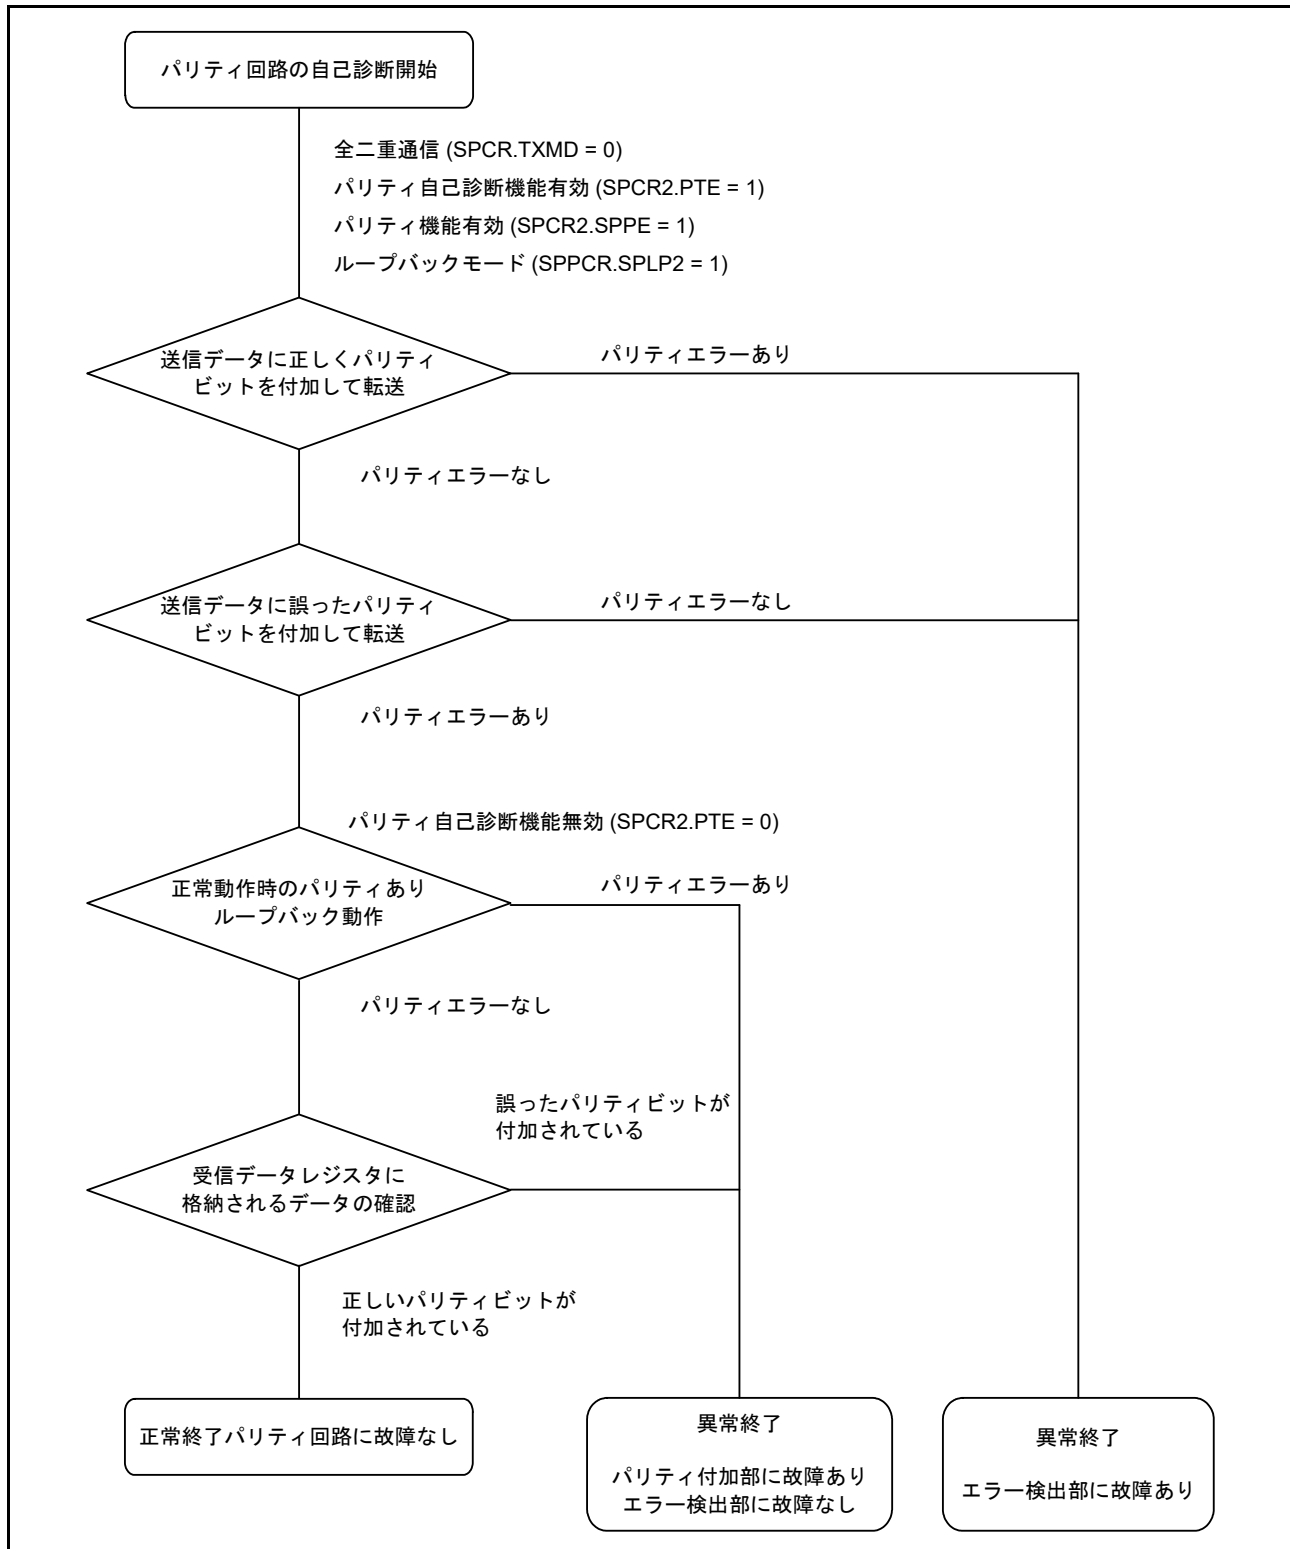 パリティ回路の自己診断開始
全二重通信 (SPCR.TXMD = 0)
パリティ自己診断機能有効 (SPCR2.PTE = 1)
パリティ機能有効 (SPCR2.SPPE = 1)
ループバックモード (SPPCR.SPLP2 = 1)
送信データに正しくパリティ
ビットを付加して転送
パリティエラーあり
パリティエラーなし
送信データに誤ったパリティ
ビットを付加して転送
パリティエラーなし
パリティエラーあり
パリティ自己診断機能無効 (SPCR2.PTE = 0)
正常動作時のパリティあり
ループバック動作
パリティエラーあり
パリティエラーなし
誤ったパリティビットが
付加されている
受信データレジスタに
格納されるデータの確認
正しいパリティビットが
付加されている
正常終了パリティ回路に故障なし
異常終了
パリティ付加部に故障あり
エラー検出部に故障なし
異常終了
エラー検出部に故障あり